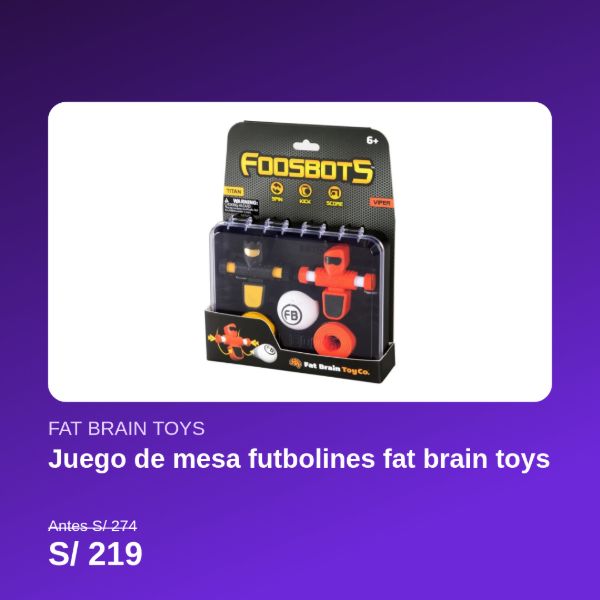 6+
FOOSBOTS
TITAN
SPIN
KICK
SCORE
VIPER
WARNING:
FB
Fat Brain Toy Co.
FAT BRAIN TOYS
Juego de mesa futbolines fat brain toys
Antes S/ 274
S/ 219